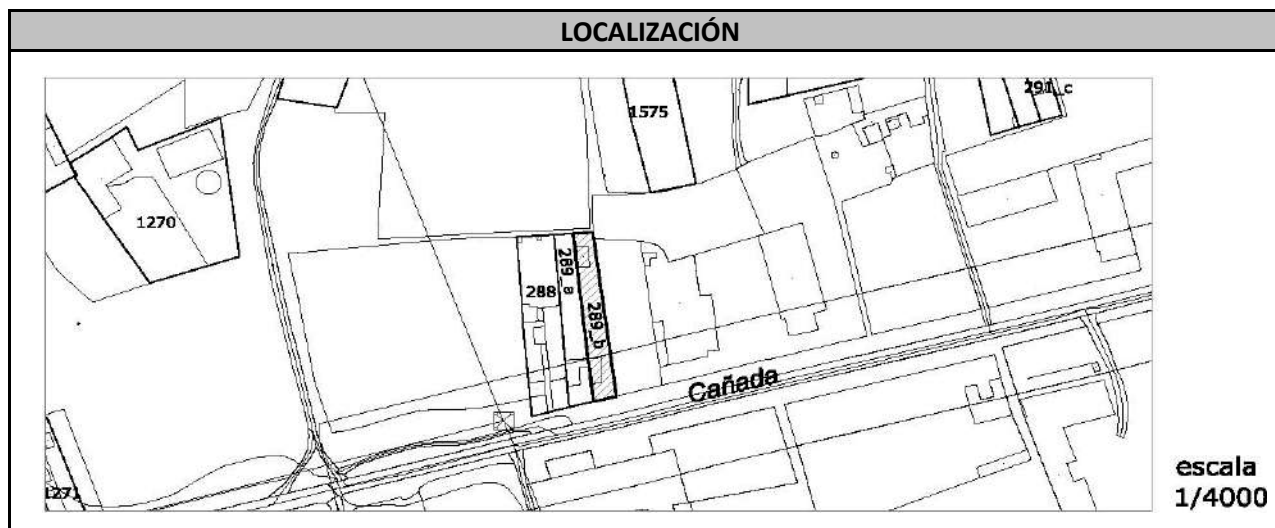 LOCALIZACIÓN
291_c
1575
1270
289_a
288
289_b
Cañada
1271
escala
1/4000